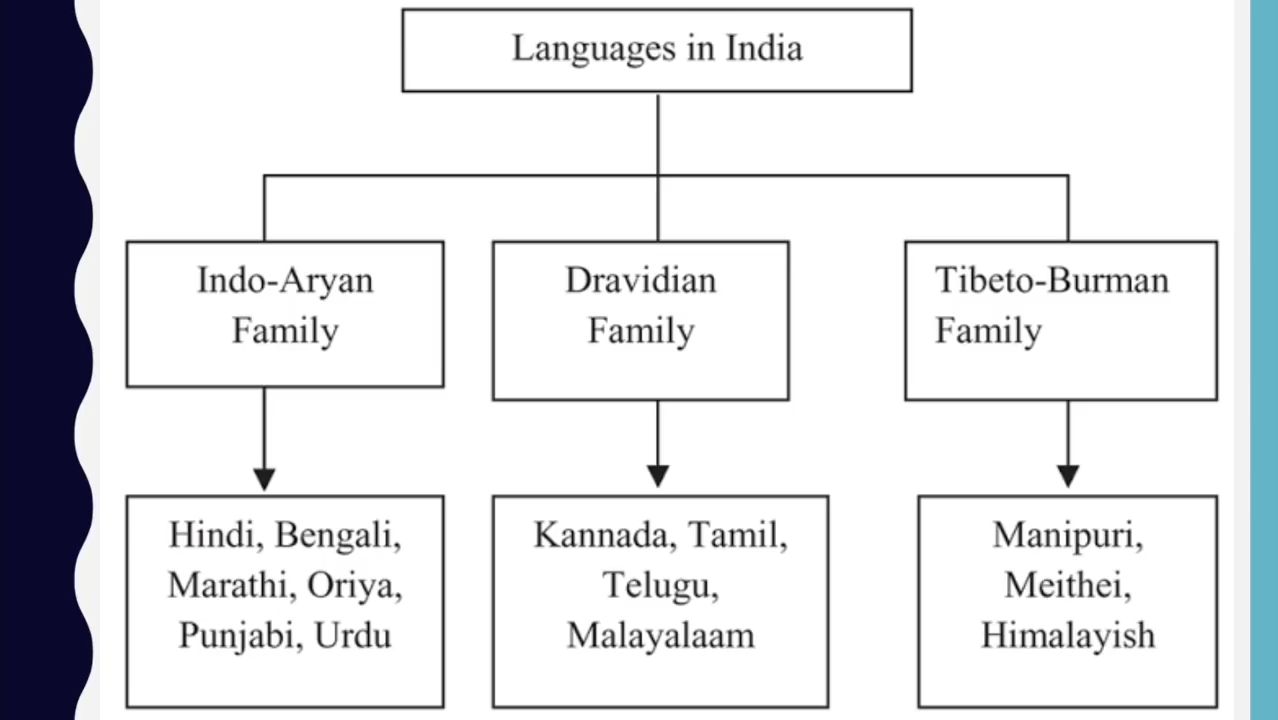 Languages in India
Indo-Aryan
Family
Dravidian
Family
Tibeto-Burman
Family
Hindi, Bengali,
Marathi, Oriya,
Punjabi, Urdu
Kannada, Tamil,
Telugu,
Malayalaam
Manipuri,
Meithei,
Himalayish